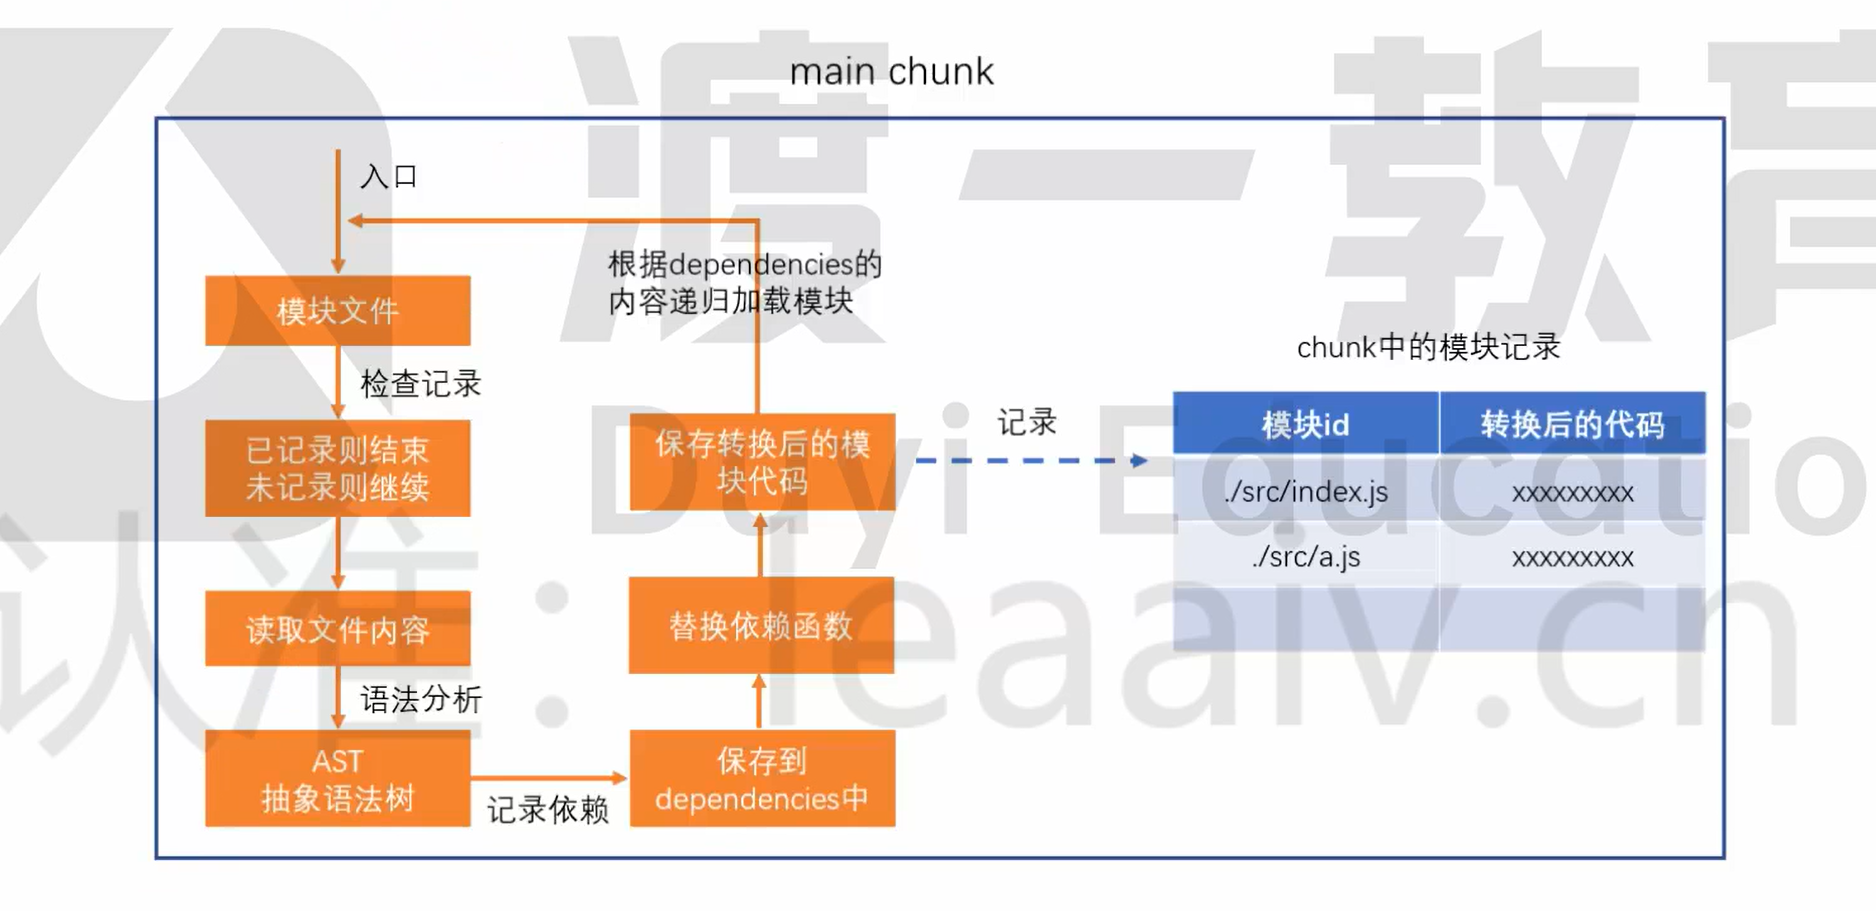 main chunk
入口
根据dependencies的
内容递归加载模块
模块文件
检查记录
已记录则结束
未记录则继续
读取文件内容
语法分析
AST
抽象语法树
记录依赖
保存到
dependencies中
替换依赖函数
保存转换后的模
块代码
记录
chunk中的模块记录
模块id 转换后的代码
./src/index.js xxxxxxxxx
./src/a.js xxxxxxxxx
渡一教育
Duyi Educatio
认准：leaaiv.cn